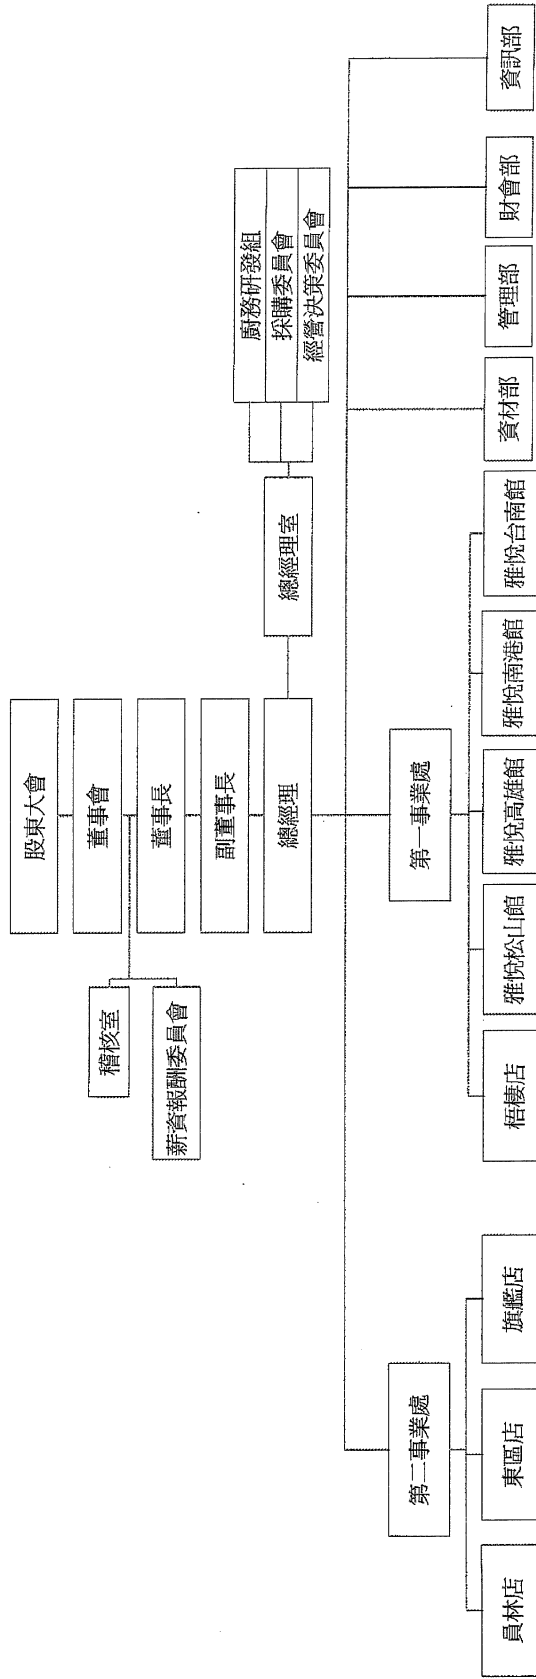 股東大會
董事會
稽核室
薪資報酬委員會
董事長
副董事長
總經理
總經理室
廚務研發組
採購委員會
經營決策委員會
第二事業處
第一事業處
員林店
東區店
旗艦店
梧棲店
雅悅松山館
雅悅高雄館
雅悅南港館
雅悅台南館
資材部
管理部
財會部
資訊部